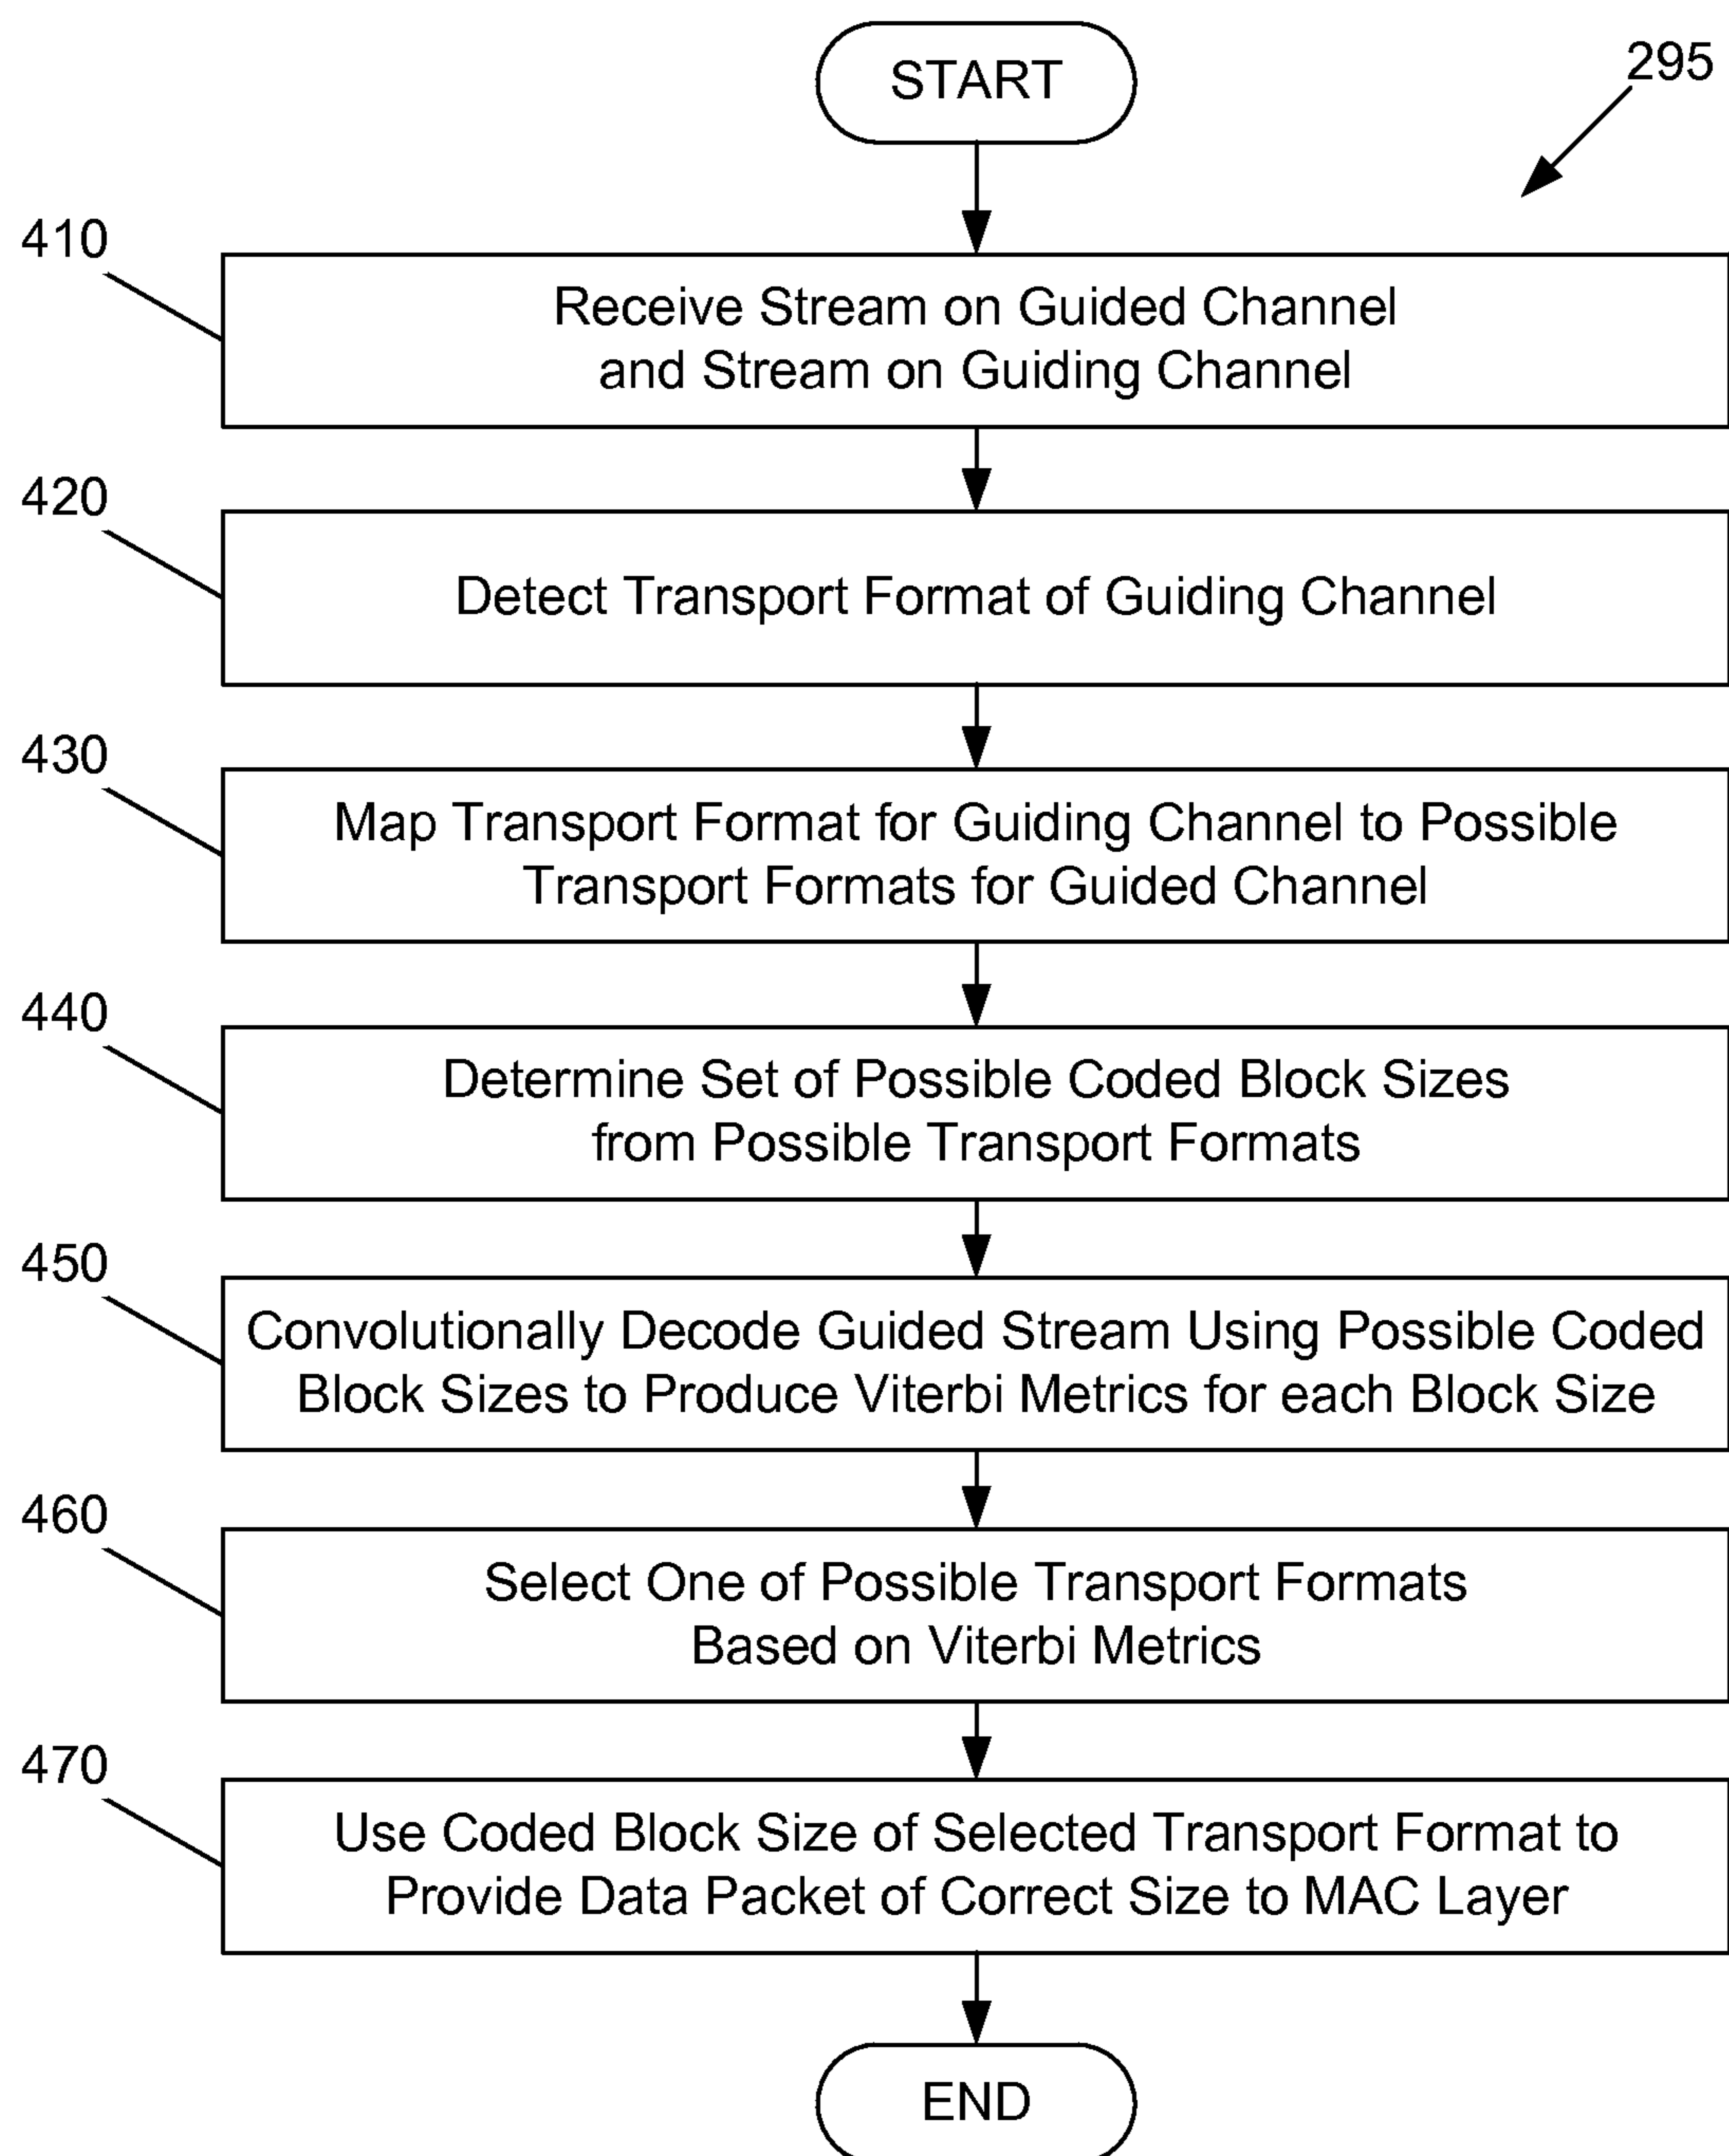 START
295
410
Receive Stream on Guided Channel
and Stream on Guiding Channel
420
Detect Transport Format of Guiding Channel
430
Map Transport Format for Guiding Channel to Possible
Transport Formats for Guided Channel
440
Determine Set of Possible Coded Block Sizes
from Possible Transport Formats
450
Convolutionally Decode Guided Stream Using Possible Coded
Block Sizes to Produce Viterbi Metrics for each Block Size
460
Select One of Possible Transport Formats
Based on Viterbi Metrics
470
Use Coded Block Size of Selected Transport Format to
Provide Data Packet of Correct Size to MAC Layer
END